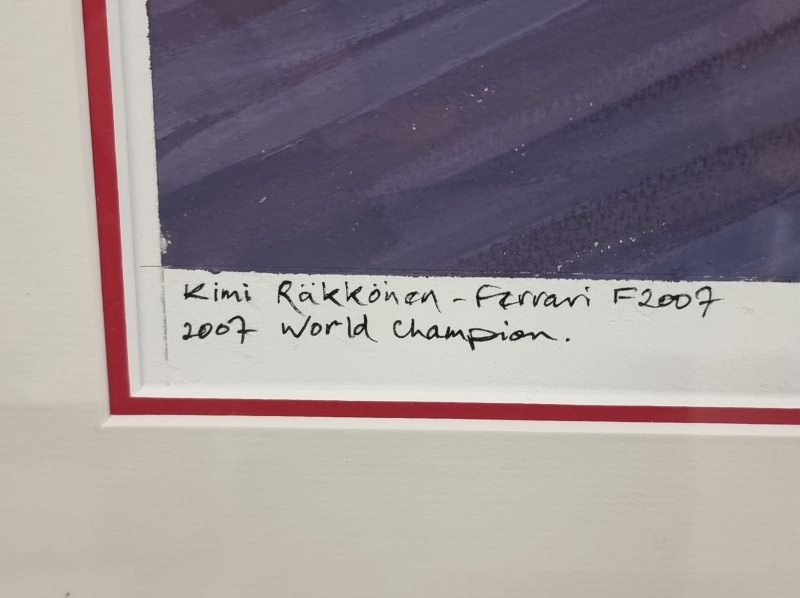 Kimi Räkkönen - Ferrari F2007
2007 World Champion.